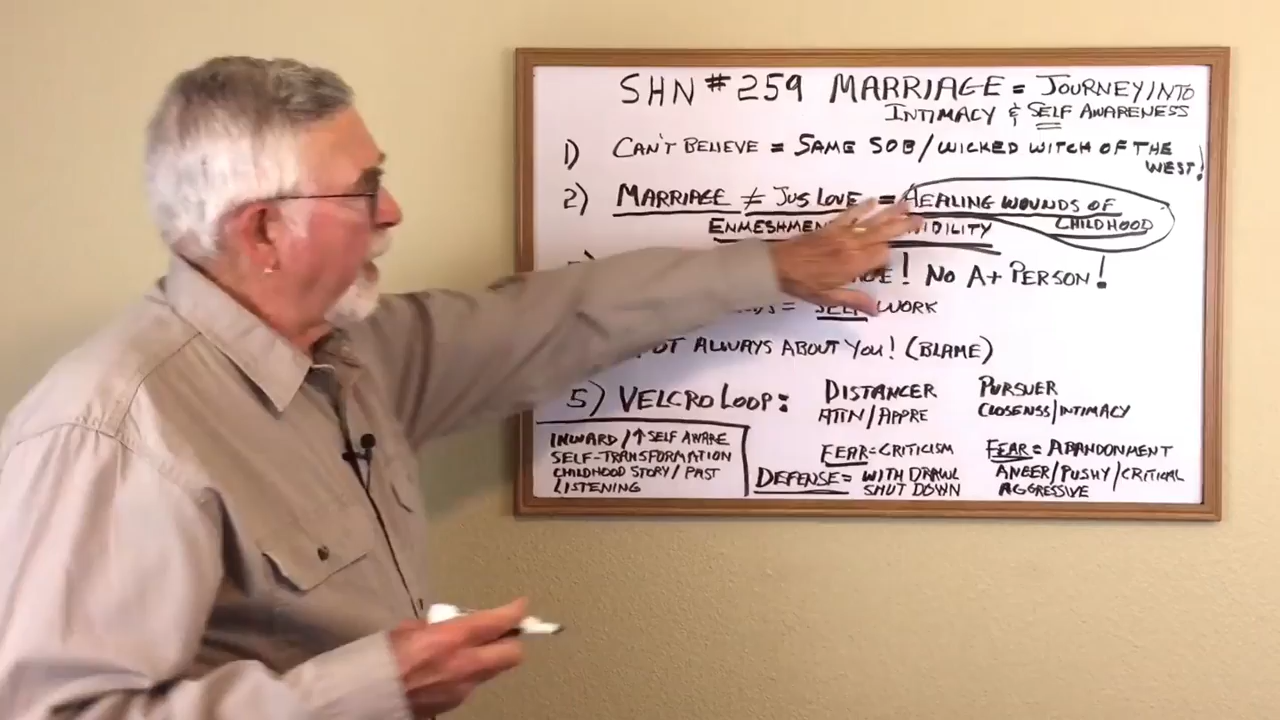 SHN #259 MARRIAGE = JOURNEY INTO
INTIMACY & SELF AWARENESS
1) CAN'T BELIEVE = SAME SOB/WICKED WITCH OF THE
WEST!
2) MARRIAGE ≠ JUS LOVE = HEALING WOUNDS OF
CHILDHOOD
ENMESHMENT
! NO A+ PERSON!
= SELF WORK
ALWAYS ABOUT YOU! (BLAME)
5) VELCRO LOOP:
DISTANCER
ATTN/APPRE
FEAR=CRITICISM
DEFENSE= WITH DRAWL
SHUT DOWN
PURSUER
CLOSENSS/INTIMACY
FEAR= ABANDONMENT
ANGER/PUSHY/CRITICAL
AGGRESSIVE
INWARD/↑SELF AWARE
SELF-TRANSFORMATION
CHILDHOOD STORY/PAST
LISTENING